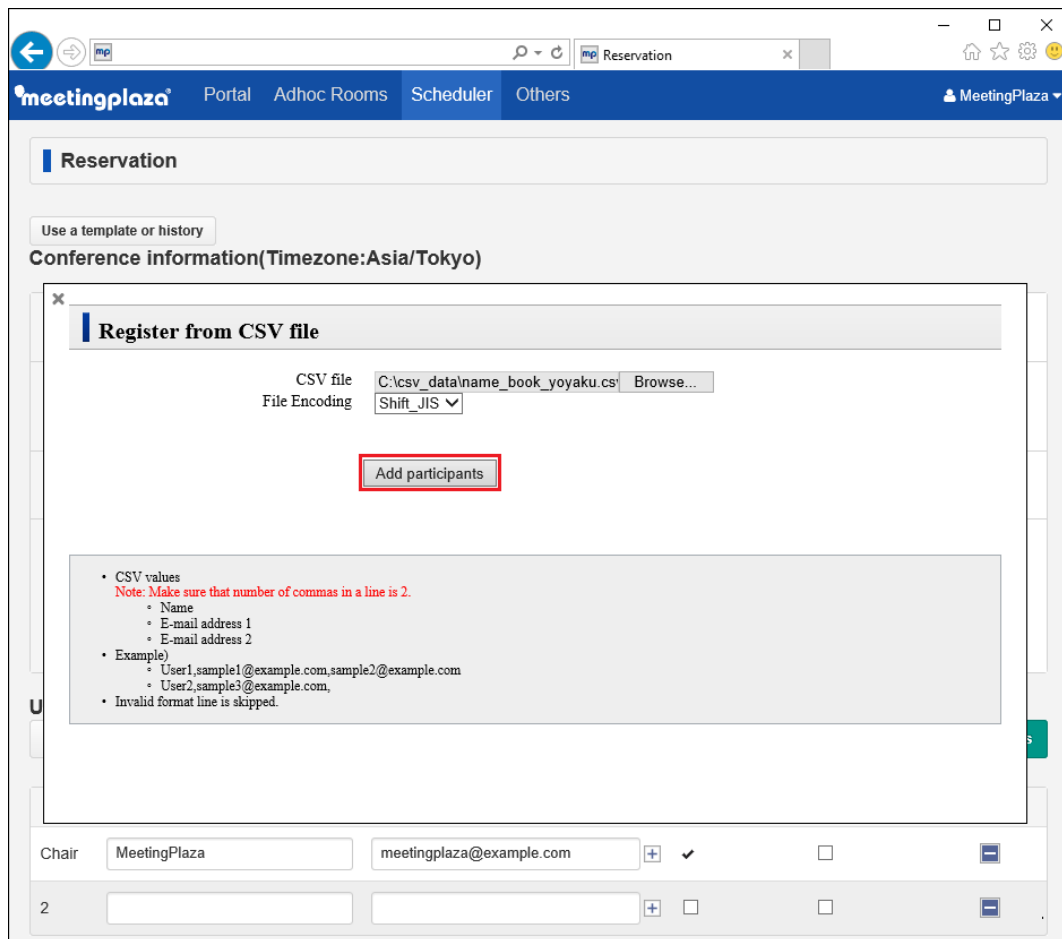 mp
mp Reservation
meetingplaza Portal Adhoc Rooms Scheduler Others MeetingPlaza
Reservation
Use a template or history
Conference information(Timezone:Asia/Tokyo)
Register from CSV file
CSV file C:\csv_data\name_book_yoyaku.cs Browse...
File Encoding Shift_JIS
Add participants
• CSV values
Note: Make sure that number of commas in a line is 2.
◦ Name
◦ E-mail address 1
◦ E-mail address 2
• Example)
◦ User1,sample1@example.com,sample2@example.com
◦ User2,sample3@example.com,
• Invalid format line is skipped.
U
s
Chair MeetingPlaza meetingplaza@example.com
2